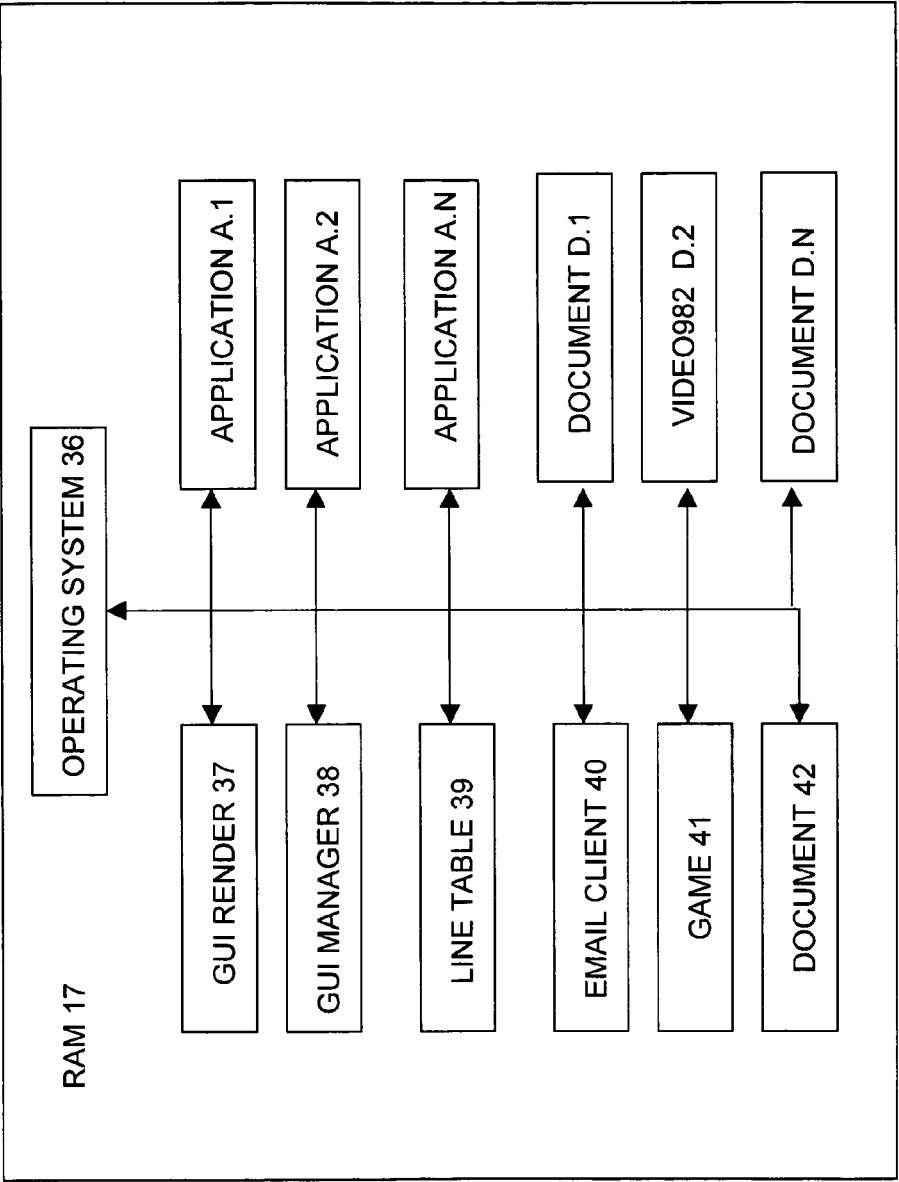 RAM 17
OPERATING SYSTEM 36
GUI RENDER 37
APPLICATION A.1
GUI MANAGER 38
APPLICATION A.2
LINE TABLE 39
APPLICATION A.N
EMAIL CLIENT 40
DOCUMENT D.1
GAME 41
VIDEO982 D.2
DOCUMENT 42
DOCUMENT D.N